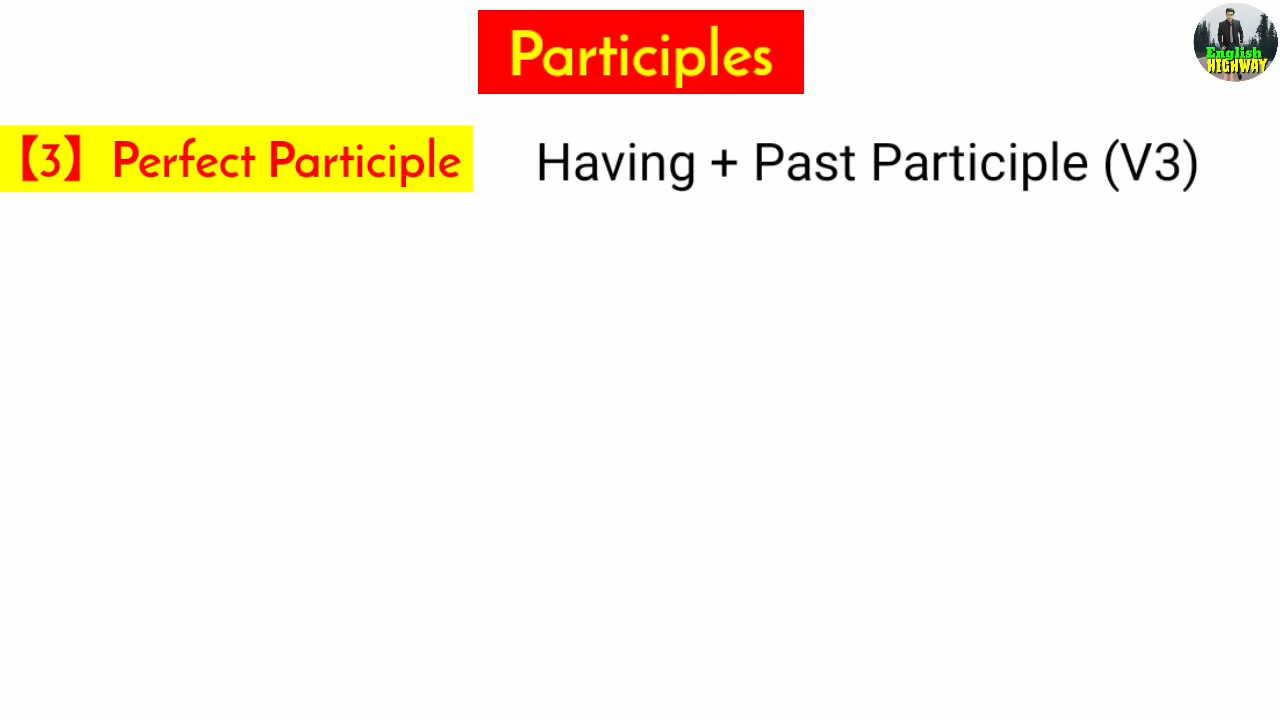 Participles
English
HIGHWAY
【3】 Perfect Participle Having + Past Participle (V3)